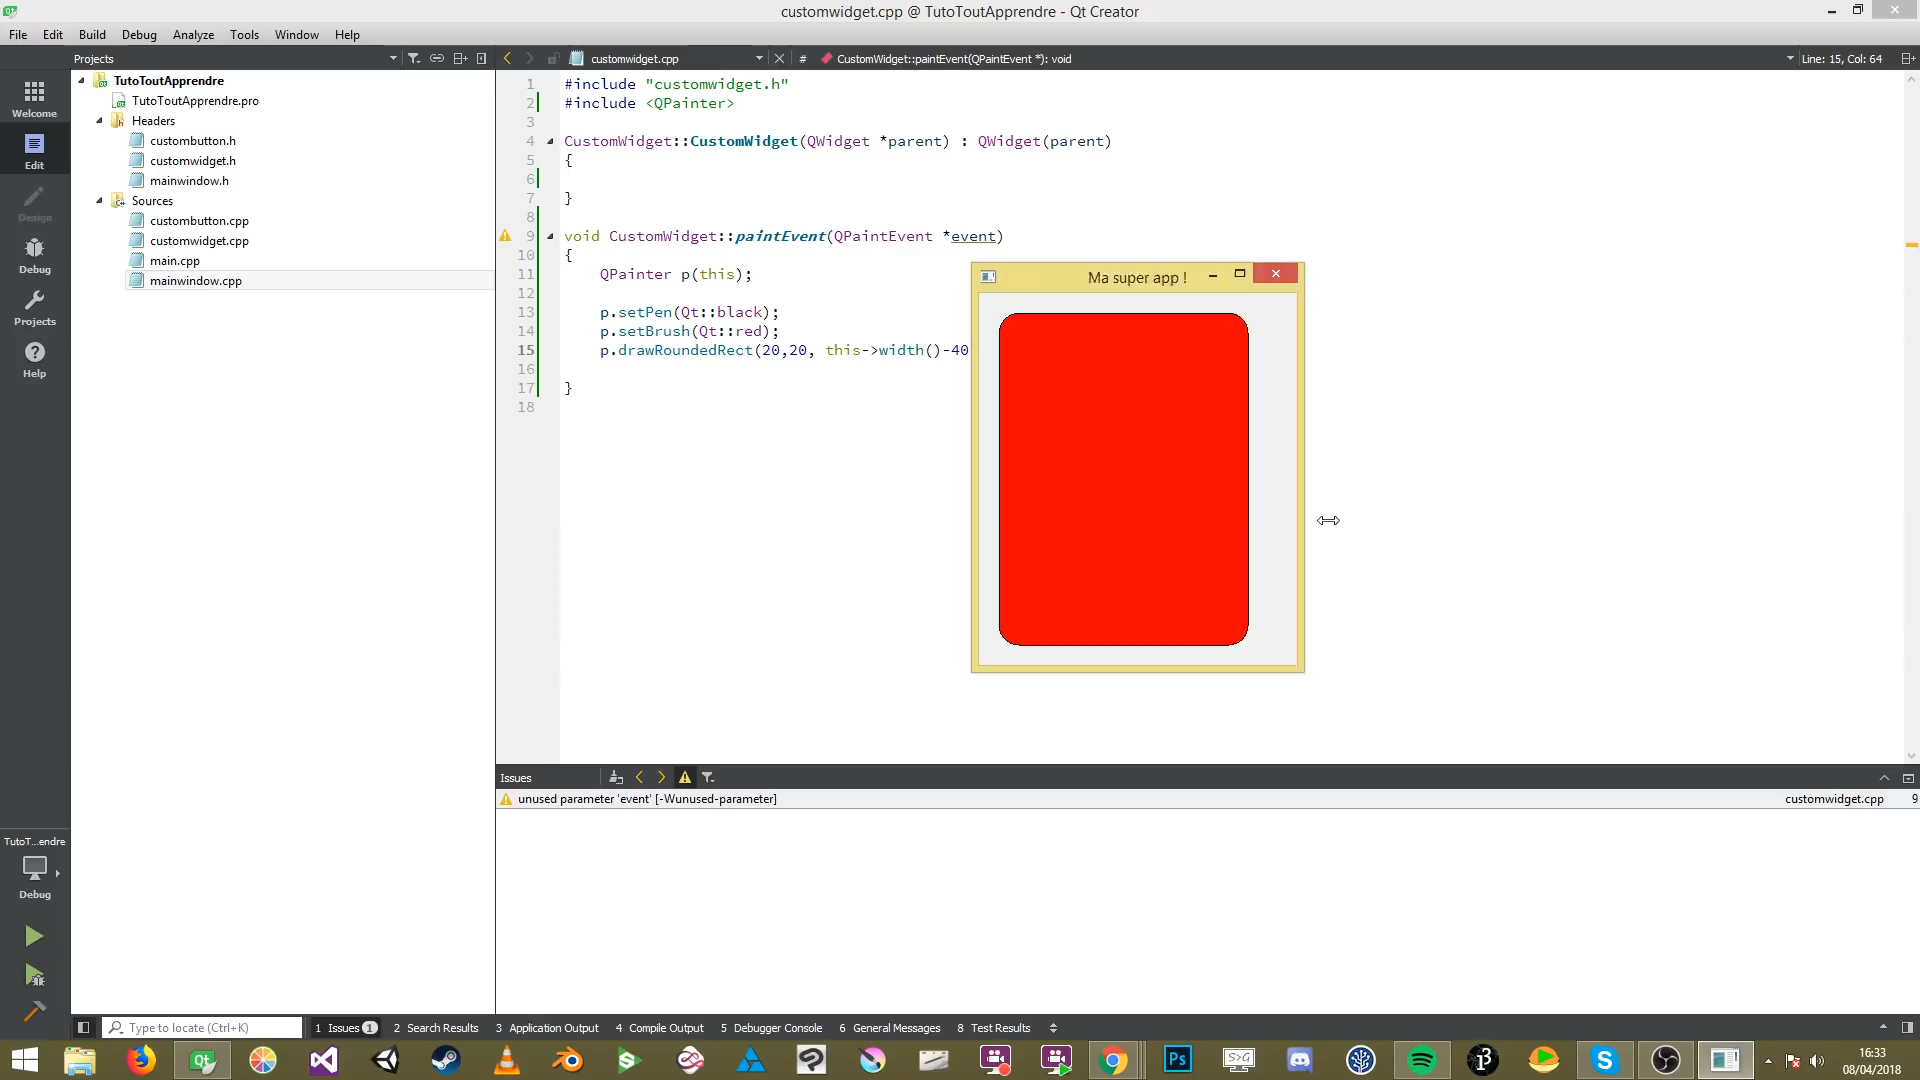 customwidget.cpp @ TutoToutApprendre - Qt Creator
File Edit Build Debug Analyze Tools Window Help
Projects
customwidget.cpp
# CustomWidget::paintEvent(QPaintEvent *): void
Line: 15, Col: 64
Welcome
Edit
Design
Debug
Projects
Help
TutoToutApprendre
TutoToutApprendre.pro
Headers
custombutton.h
customwidget.h
mainwindow.h
Sources
custombutton.cpp
customwidget.cpp
main.cpp
mainwindow.cpp
1 #include "customwidget.h"
2 #include <QPainter>
3
4 CustomWidget::CustomWidget(QWidget *parent) : QWidget(parent)
5 {
6
7 }
8
9 void CustomWidget::paintEvent(QPaintEvent *event)
10 {
11 QPainter p(this);
12
13 p.setPen(Qt::black);
14 p.setBrush(Qt::red);
15 p.drawRoundedRect(20,20, this->width()-40
16
17 }
18
Ma super app !
Issues
unused parameter 'event' [-Wunused-parameter]
customwidget.cpp 9
TutoT...endre
Debug
Type to locate (Ctrl+K)
1 Issues 1
2 Search Results
3 Application Output
4 Compile Output
5 Debugger Console
6 General Messages
8 Test Results
Qt
Ps
S>G
i3
16:33
08/04/2018